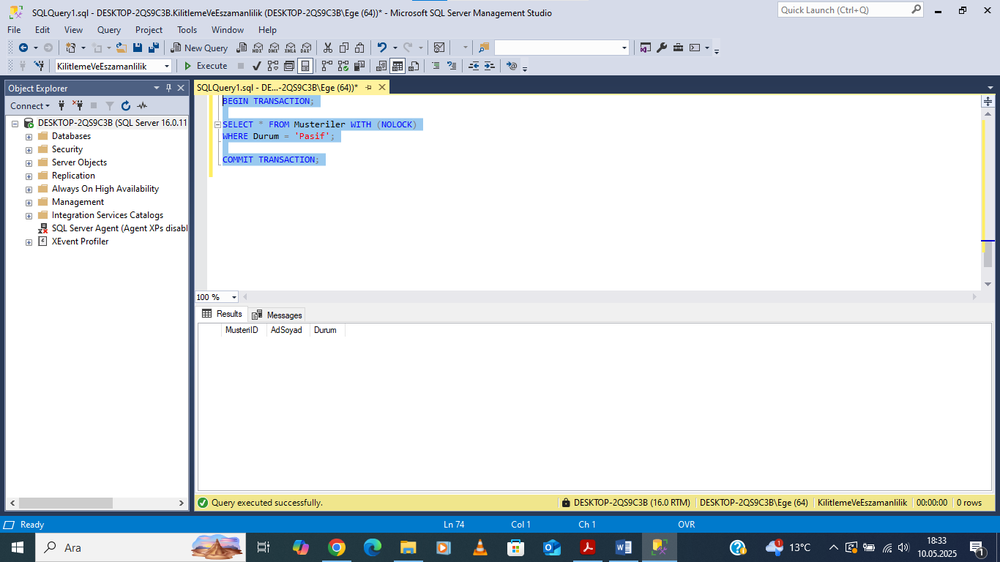 SQLQuery1.sql - DESKTOP-2QS9C3B.KilitlemeVeEszamanlilik (DESKTOP-2QS9C3B\Ege (64))* - Microsoft SQL Server Management Studio
Quick Launch (Ctrl+Q)
File Edit View Query Project Tools Window Help
New Query MDX DMX XMLA DAX
KilitlemeVeEszamanlilik Execute
Object Explorer
SQLQuery1.sql - DE...-2QS9C3B\Ege (64))*
Connect
DESKTOP-2QS9C3B (SQL Server 16.0.11
Databases
Security
Server Objects
Replication
Always On High Availability
Management
Integration Services Catalogs
SQL Server Agent (Agent XPs disabl
XEvent Profiler
BEGIN TRANSACTION;
SELECT * FROM Musteriler WITH (NOLOCK)
WHERE Durum = 'Pasif';
COMMIT TRANSACTION;
100 %
Results Messages
MusteriID AdSoyad Durum
Query executed successfully. DESKTOP-2QS9C3B (16.0 RTM) DESKTOP-2QS9C3B\Ege (64) KilitlemeVeEszamanlilik 00:00:00 0 rows
Ready Ln 74 Col 1 Ch 1 OVR
Ara
1
13°C
18:33
10.05.2025
1